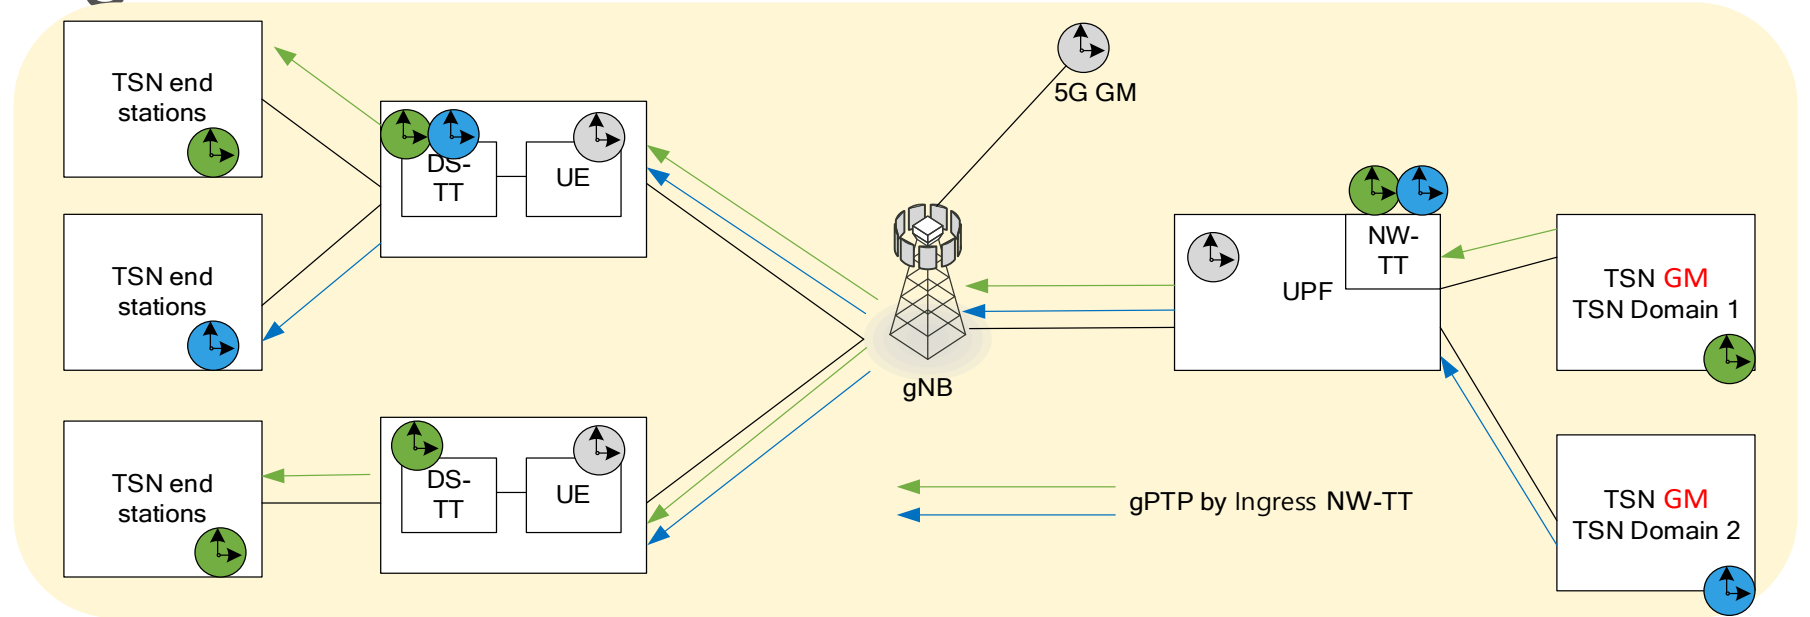 TSN end
stations
DS-
TT
UE
5G GM
TSN end
stations
NW-
TT
UPF
TSN GM
TSN Domain 1
gNB
TSN end
stations
DS-
TT
UE
gPTP by Ingress NW-TT
TSN GM
TSN Domain 2